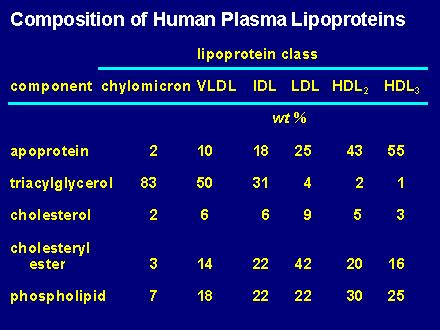 Composition of Human Plasma Lipoproteins
lipoprotein class
component chylomicron VLDL IDL LDL HDL2 HDL3
wt %
apoprotein 2 10 18 25 43 55
triacylglycerol 83 50 31 4 2 1
cholesterol 2 6 6 9 5 3
cholesteryl
ester 3 14 22 42 20 16
phospholipid 7 18 22 22 30 25